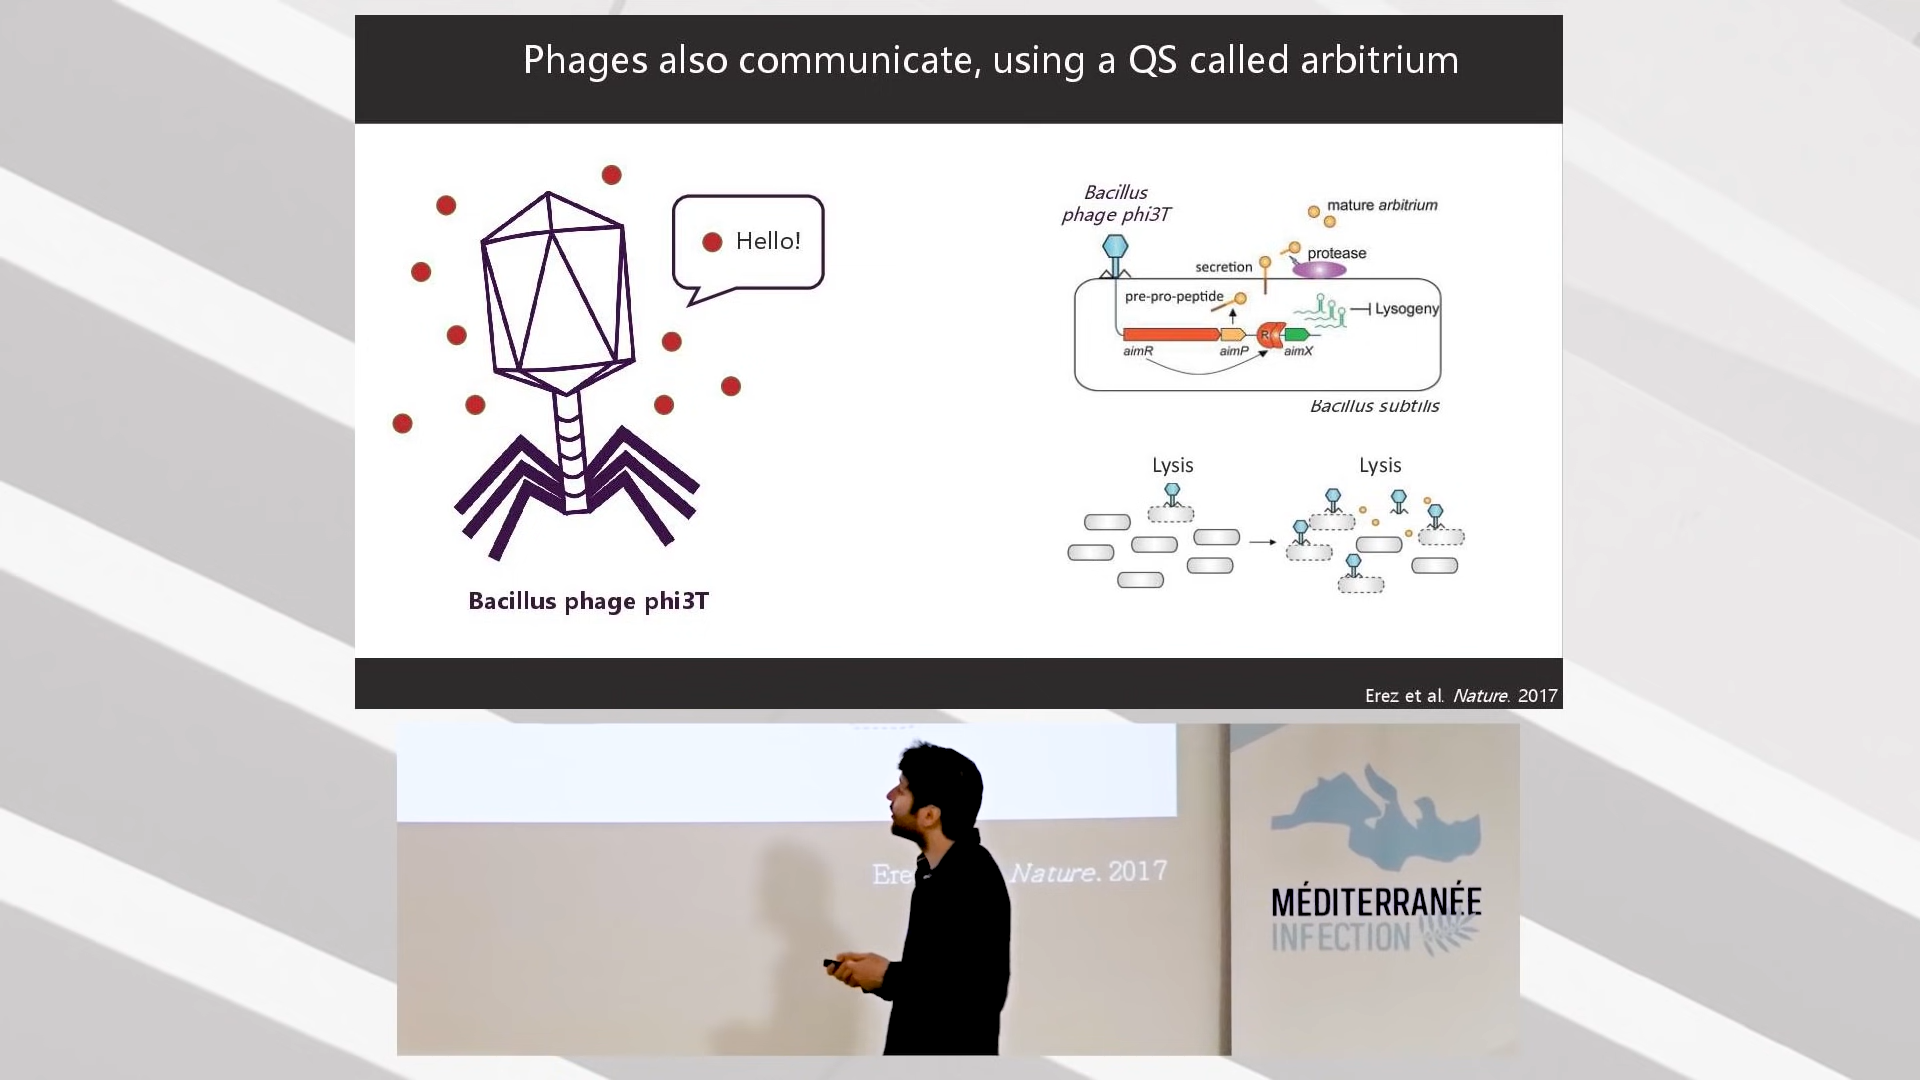 Phages also communicate, using a QS called arbitrium
Hello!
Bacillus phage phi3T
Bacillus
phage phi3T
mature arbitrium
protease
secretion
pre-pro-peptide
Lysogeny
R
aimR
aimP
aimX
Bacillus subtilis
Lysis
Lysis
Erez et al. Nature. 2017
Ere Nature. 2017
MÉDITERRANÉE
INFECTION